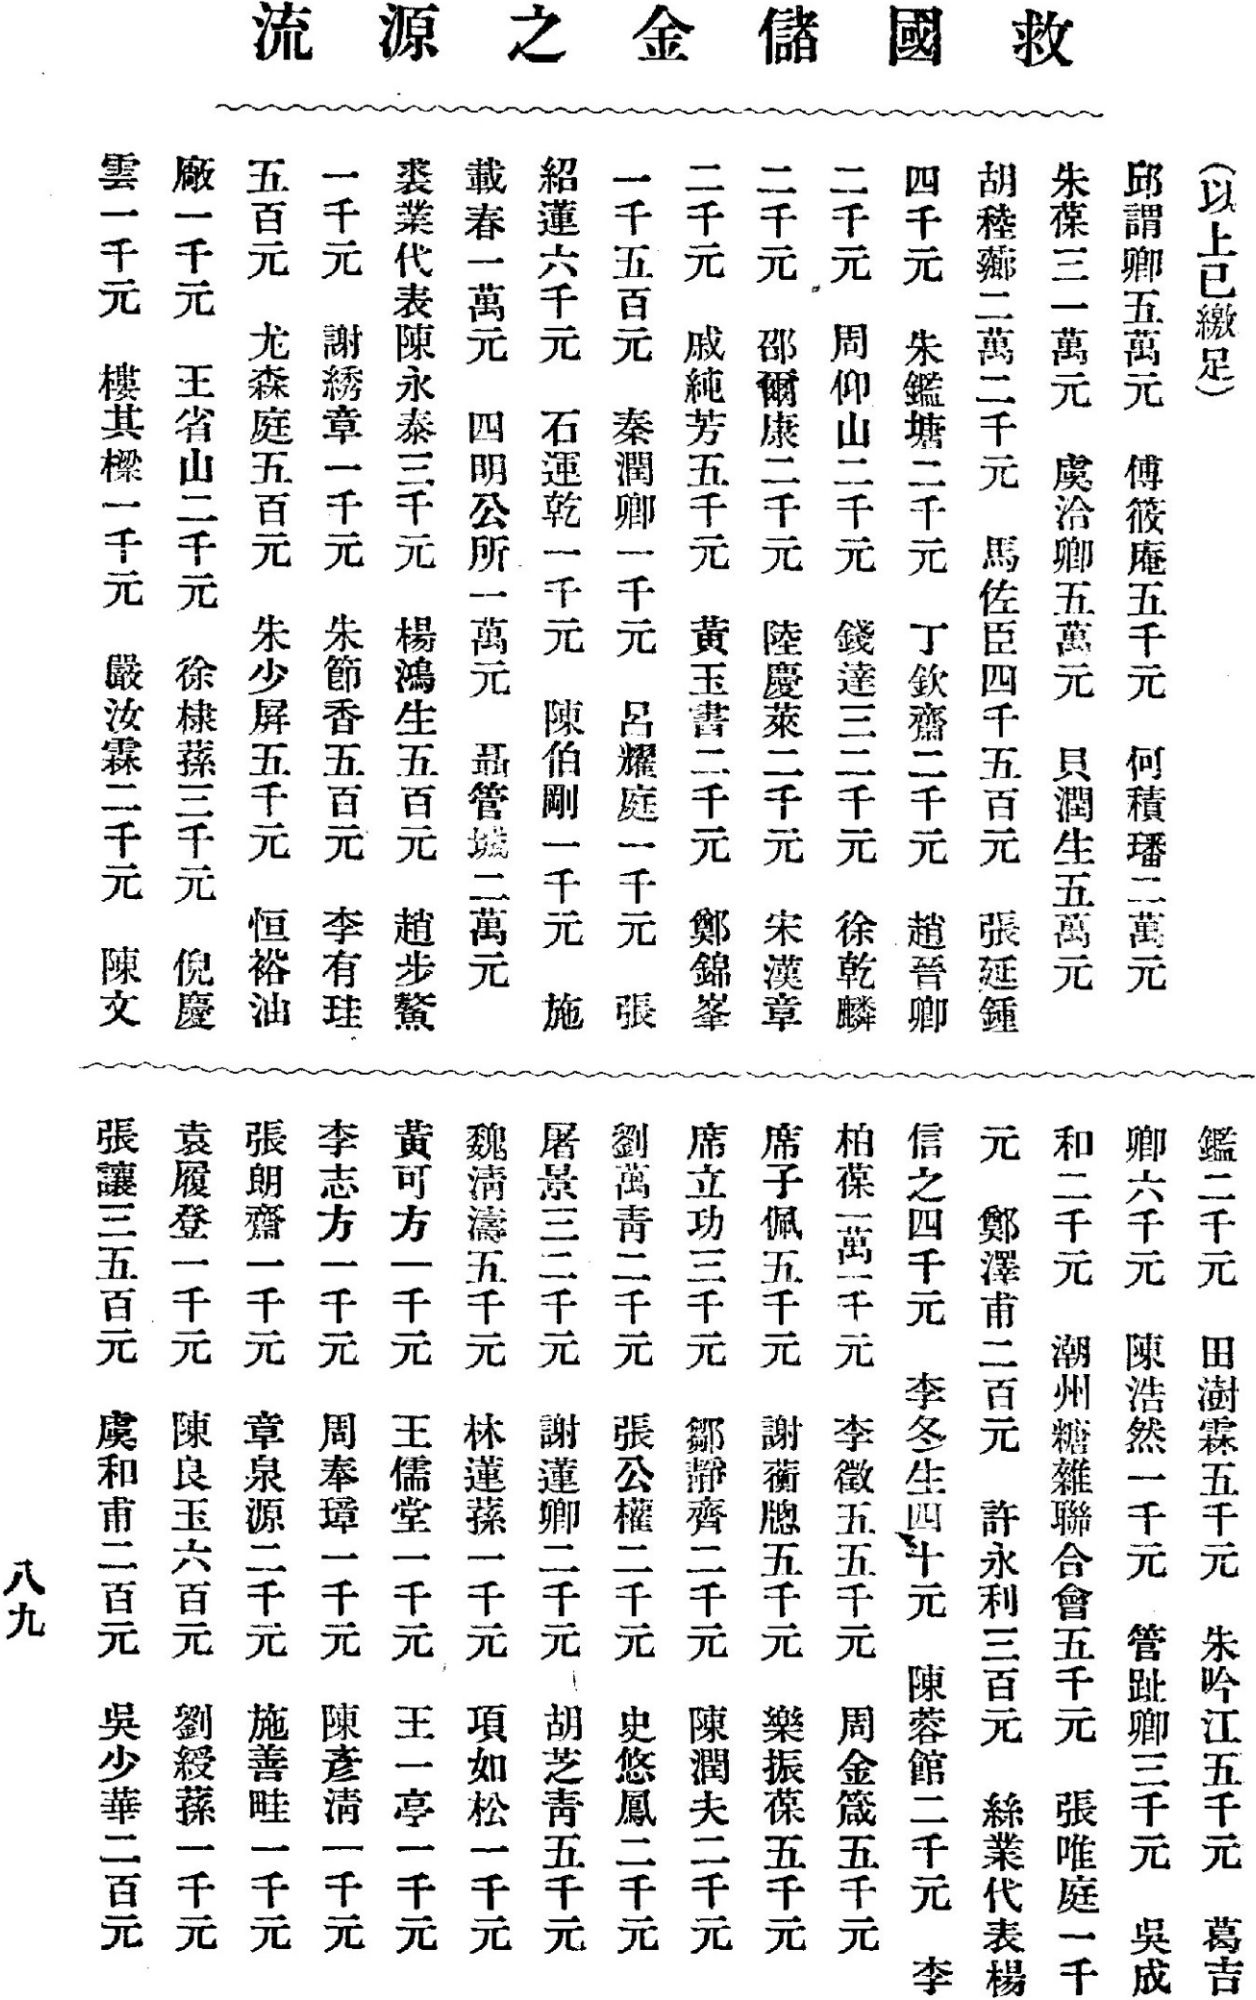 救國儲金之源流
（以上已繳足）
邱謂卿五萬元　傅筱庵五千元　何積璠二萬元
朱葆三一萬元　虞洽卿五萬元　貝潤生五萬元
胡稑薌二萬二千元　馬佐臣四千五百元　張延鍾
四千元　朱鑑塘二千元　丁欽齋二千元　趙晉卿
二千元　周仰山二千元　錢達三二千元　徐乾麟
二千元　邵爾康二千元　陸慶萊二千元　宋漢章
二千元　戚純芳五千元　黃玉書二千元　鄭錦峯
一千五百元　秦潤卿一千元　呂耀庭一千元　張
紹蓮六千元　石運乾一千元　陳伯剛一千元　施
載春一萬元　四明公所一萬元　聶管城二萬元
裘業代表陳永泰三千元　楊鴻生五百元　趙步鰲
一千元　謝綉章一千元　朱節香五百元　李有珪
五百元　尤森庭五百元　朱少屏五千元　恒裕油
廠一千元　王省山二千元　徐棣蓀三千元　倪慶
雲一千元　樓其樑一千元　嚴汝霖二千元　陳文
鑑二千元　田澍霖五千元　朱吟江五千元　葛吉
卿六千元　陳浩然一千元　管趾卿三千元　吳成
和二千元　潮州糖雜聯合會五千元　張唯庭一千
元　鄭澤甫二百元　許永利三百元　絲業代表楊
信之四千元　李冬生四十元　陳蓉館二千元　李
柏葆一萬一千元　李徵五五千元　周金箴五千元
席子佩五千元　謝蘅牕五千元　樂振葆五千元
席立功三千元　鄒靜齊二千元　陳潤夫二千元
劉萬靑二千元　張公權二千元　史悠鳳二千元
屠景三二千元　謝蓮卿二千元　胡芝靑五千元
魏淸濤五千元　林蓮蓀一千元　項如松一千元
黃可方一千元　王儒堂一千元　王一亭一千元
李志方一千元　周奉璋一千元　陳彥淸一千元
張朗齋一千元　章泉源二千元　施善畦一千元
袁履登一千元　陳良玉六百元　劉綬蓀一千元
張讓三五百元　虞和甫二百元　吳少華二百元
八九